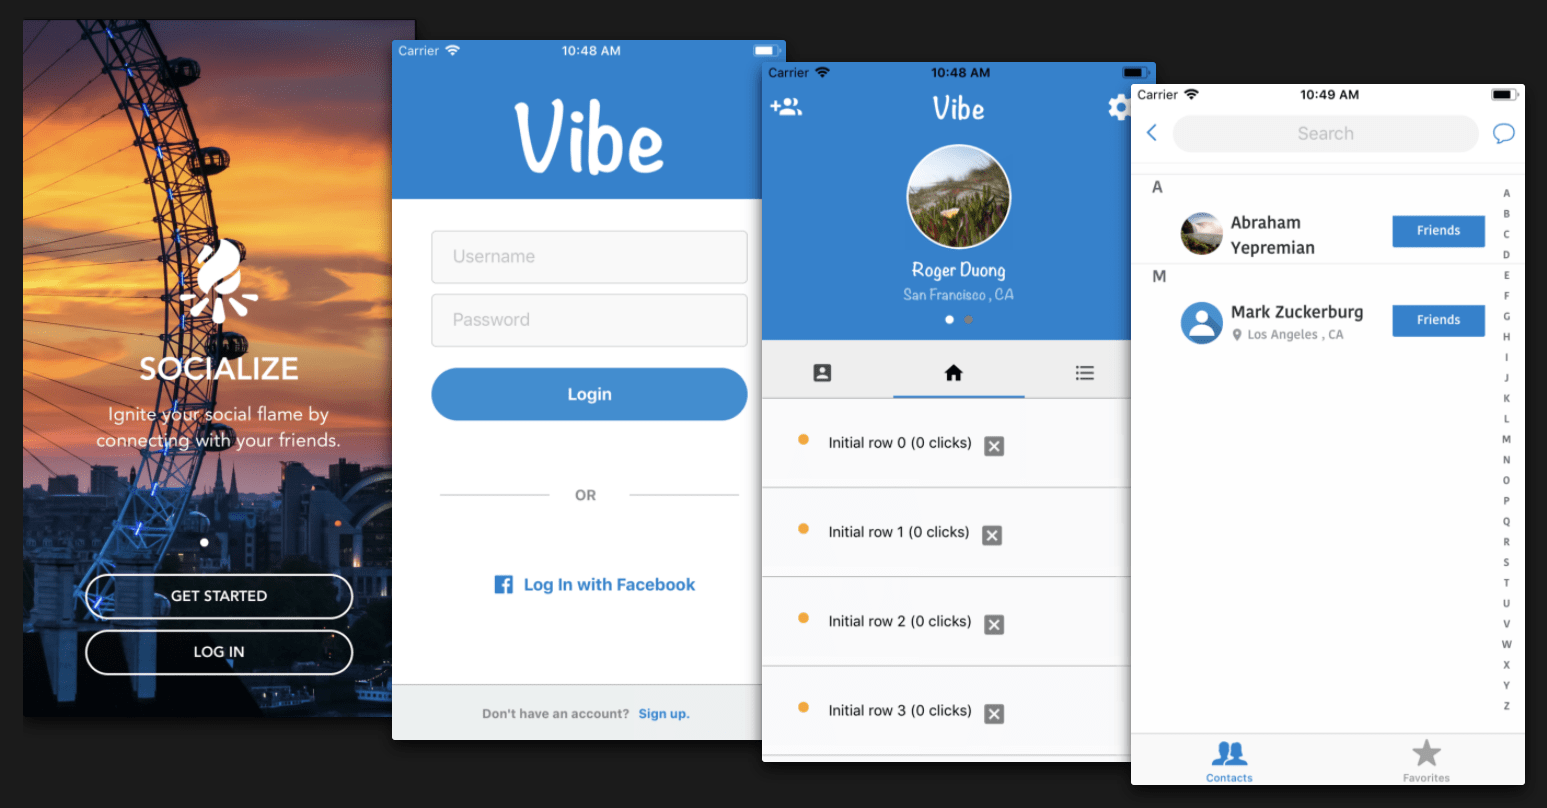 SOCIALIZE
Ignite your social flame by
connecting with your friends.
GET STARTED
LOG IN
Carrier 10:48 AM
Vibe
Username
Password
Login
OR
Log In with Facebook
Don't have an account? Sign up.
Carrier 10:48 AM
Vibe
Roger Duong
San Francisco , CA
Initial row 0 (0 clicks)
Initial row 1 (0 clicks)
Initial row 2 (0 clicks)
Initial row 3 (0 clicks)
Carrier 10:49 AM
Search
A
Abraham
Yepremian
Friends
M
Mark Zuckerburg
Los Angeles , CA
Friends
A
B
C
D
E
F
G
H
I
J
K
L
M
N
O
P
Q
R
S
T
U
V
W
X
Y
Z
Contacts Favorites